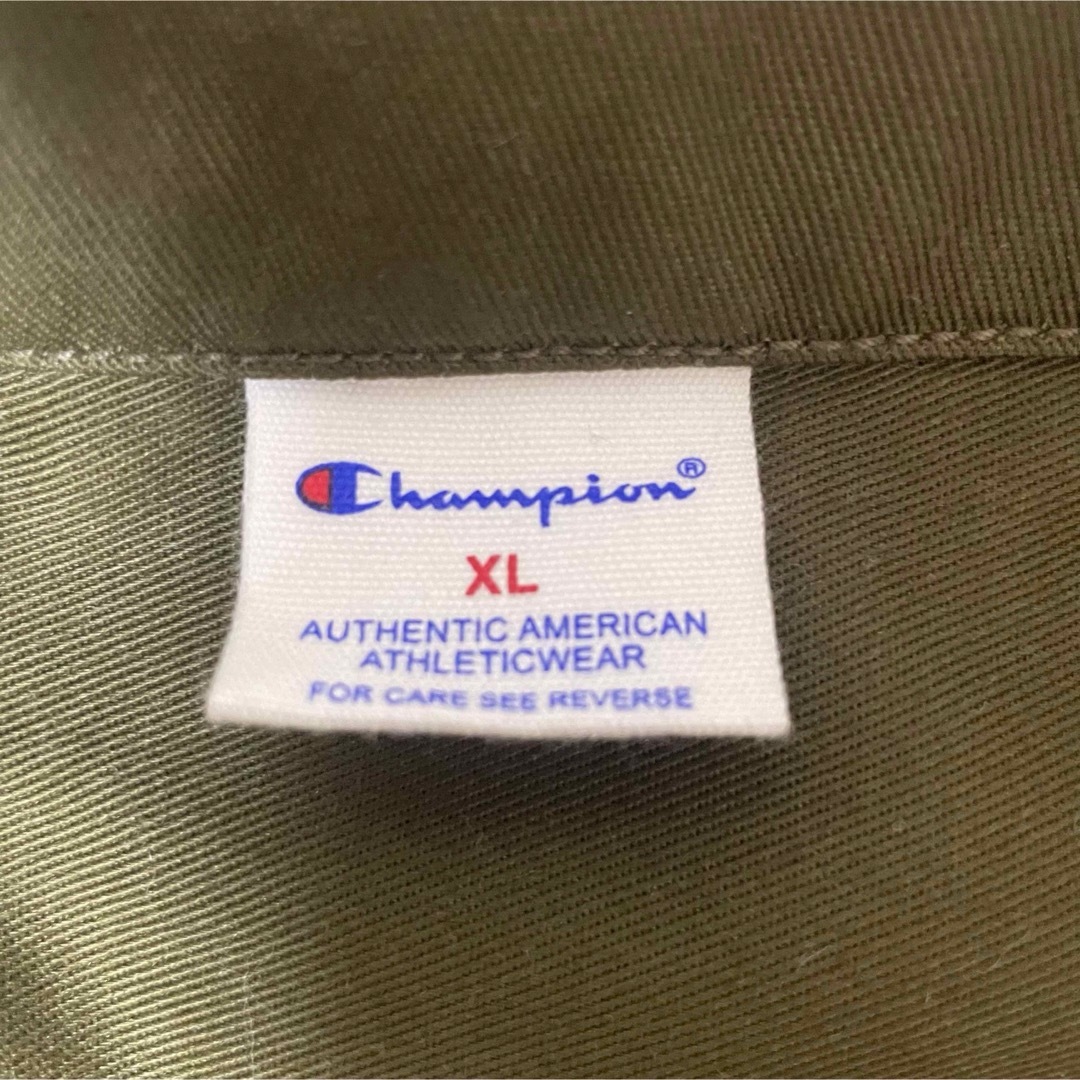 Champion®
XL
AUTHENTIC AMERICAN
ATHLETICWEAR
FOR CARE SEE REVERSE